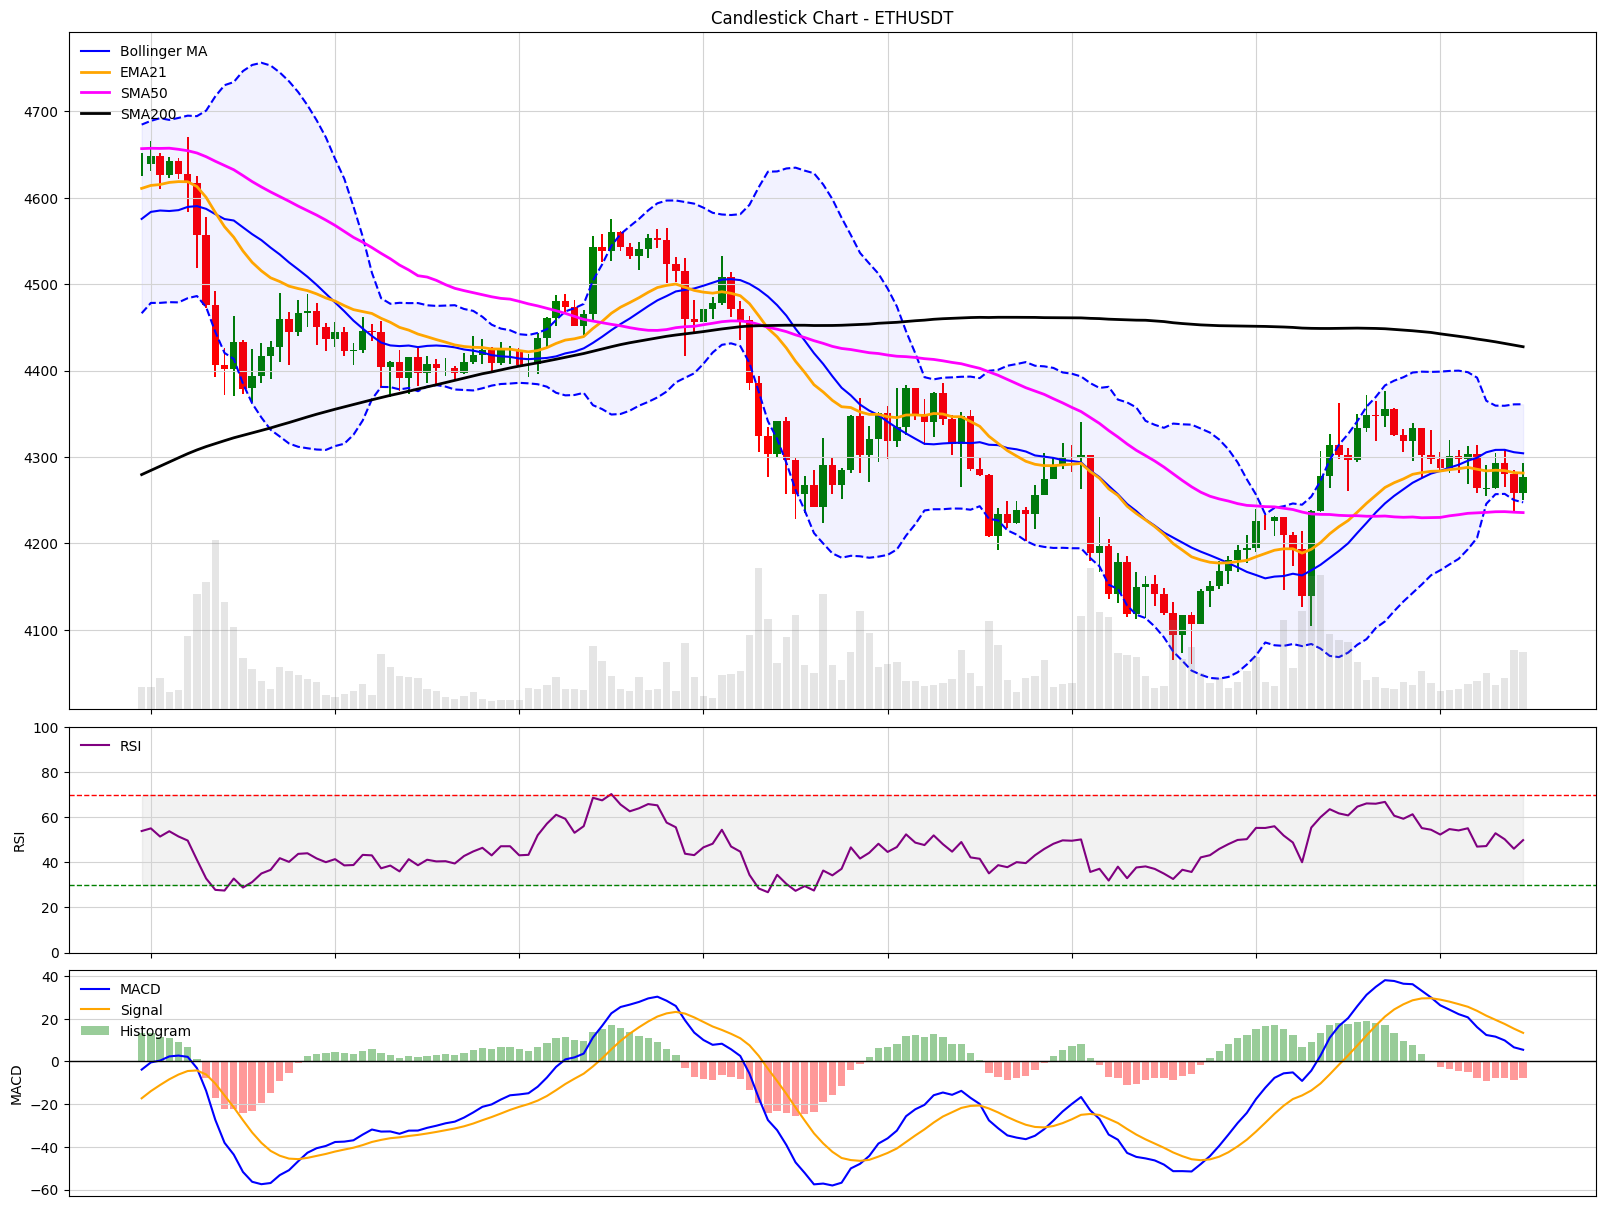 Candlestick Chart - ETHUSDT
Bollinger MA
EMA21
SMA50
SMA200
4700
4600
4500
4400
4300
4200
4100
RSI
100
80
60
40
20
0
RSI
MACD
Signal
Histogram
40
20
0
−20
−40
−60
MACD